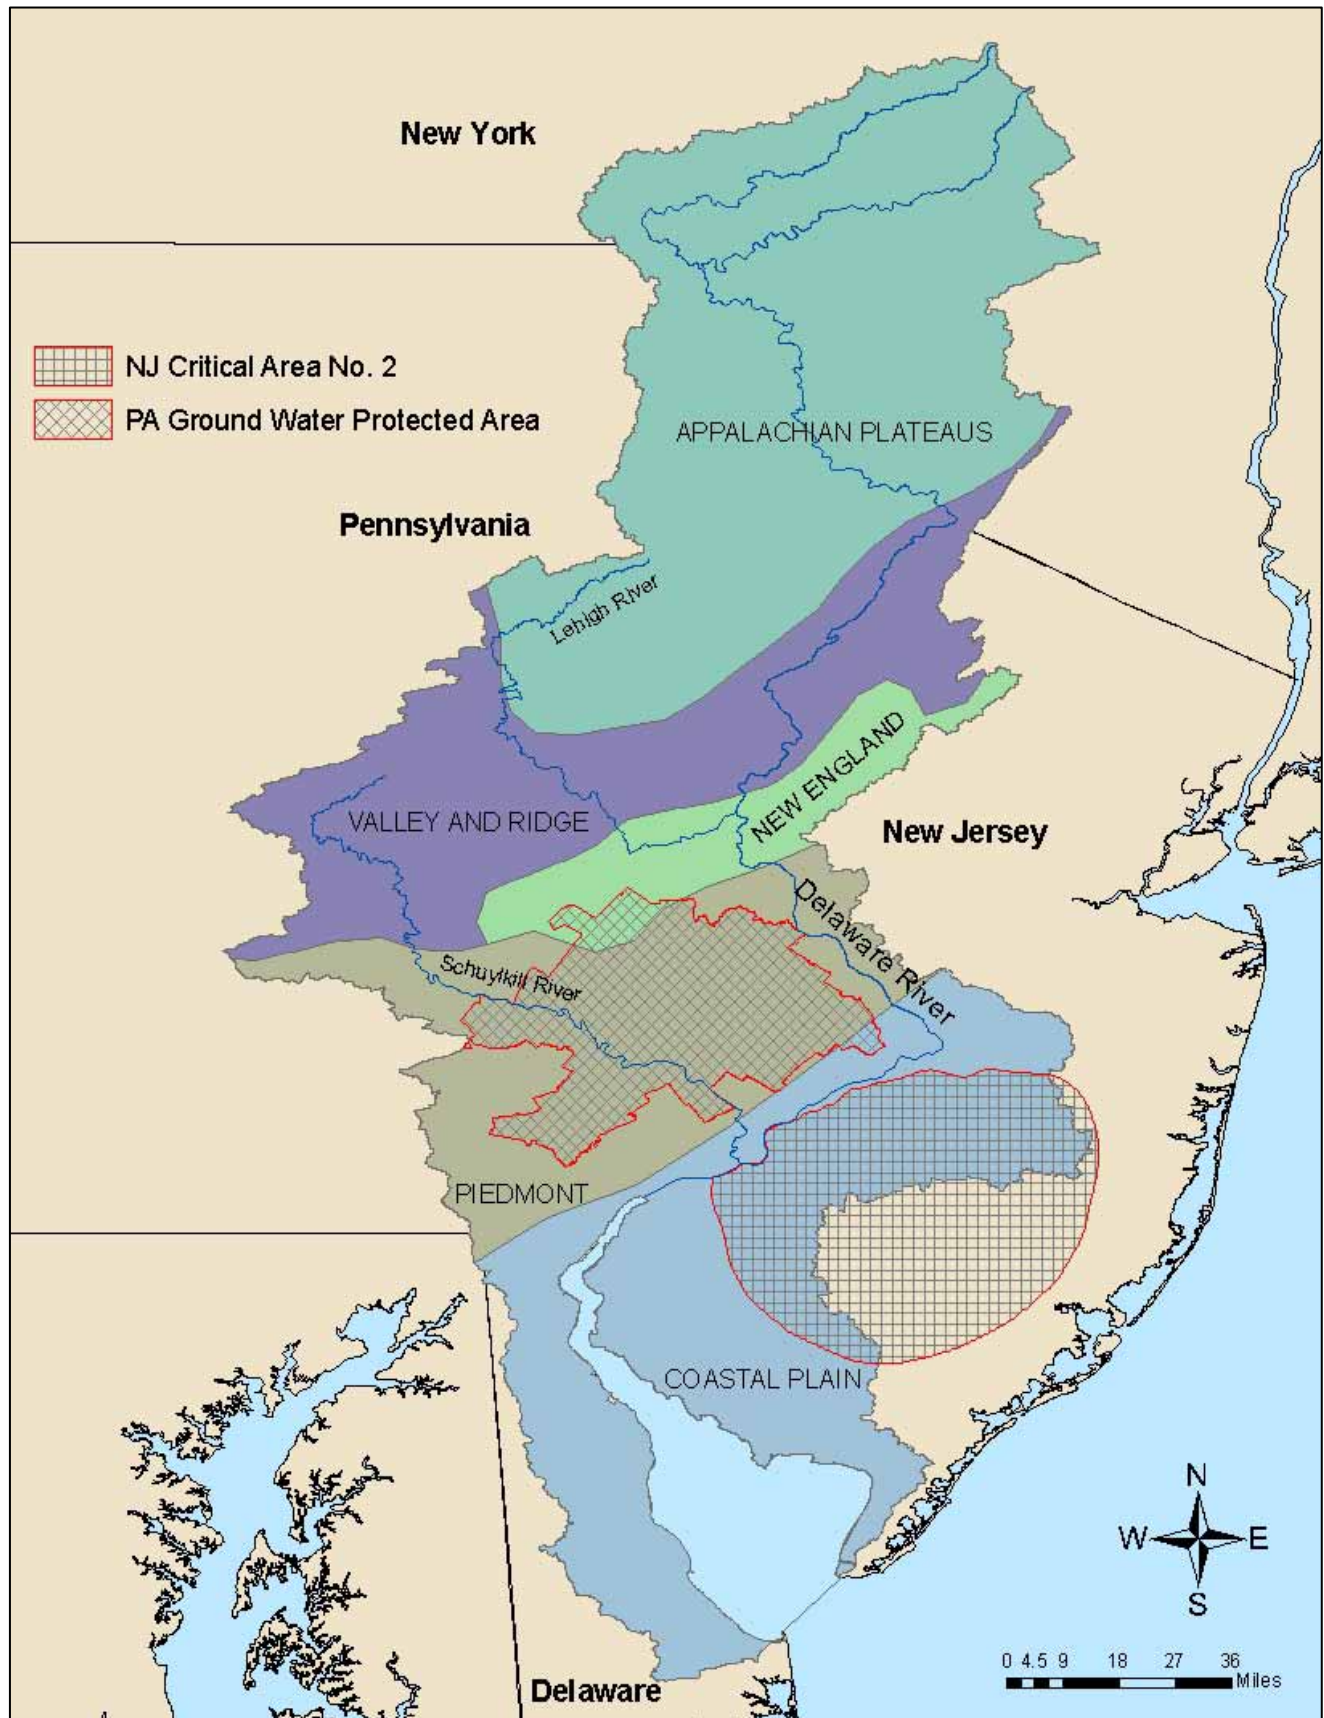 New York
NJ Critical Area No. 2
PA Ground Water Protected Area
APPALACHIAN PLATEAUS
Pennsylvania
Lehigh River
NEW ENGLAND
VALLEY AND RIDGE
New Jersey
Delaware River
Schuylkill River
PIEDMONT
COASTAL PLAIN
N
W E
S
0 4.5 9 18 27 36
Miles
Delaware